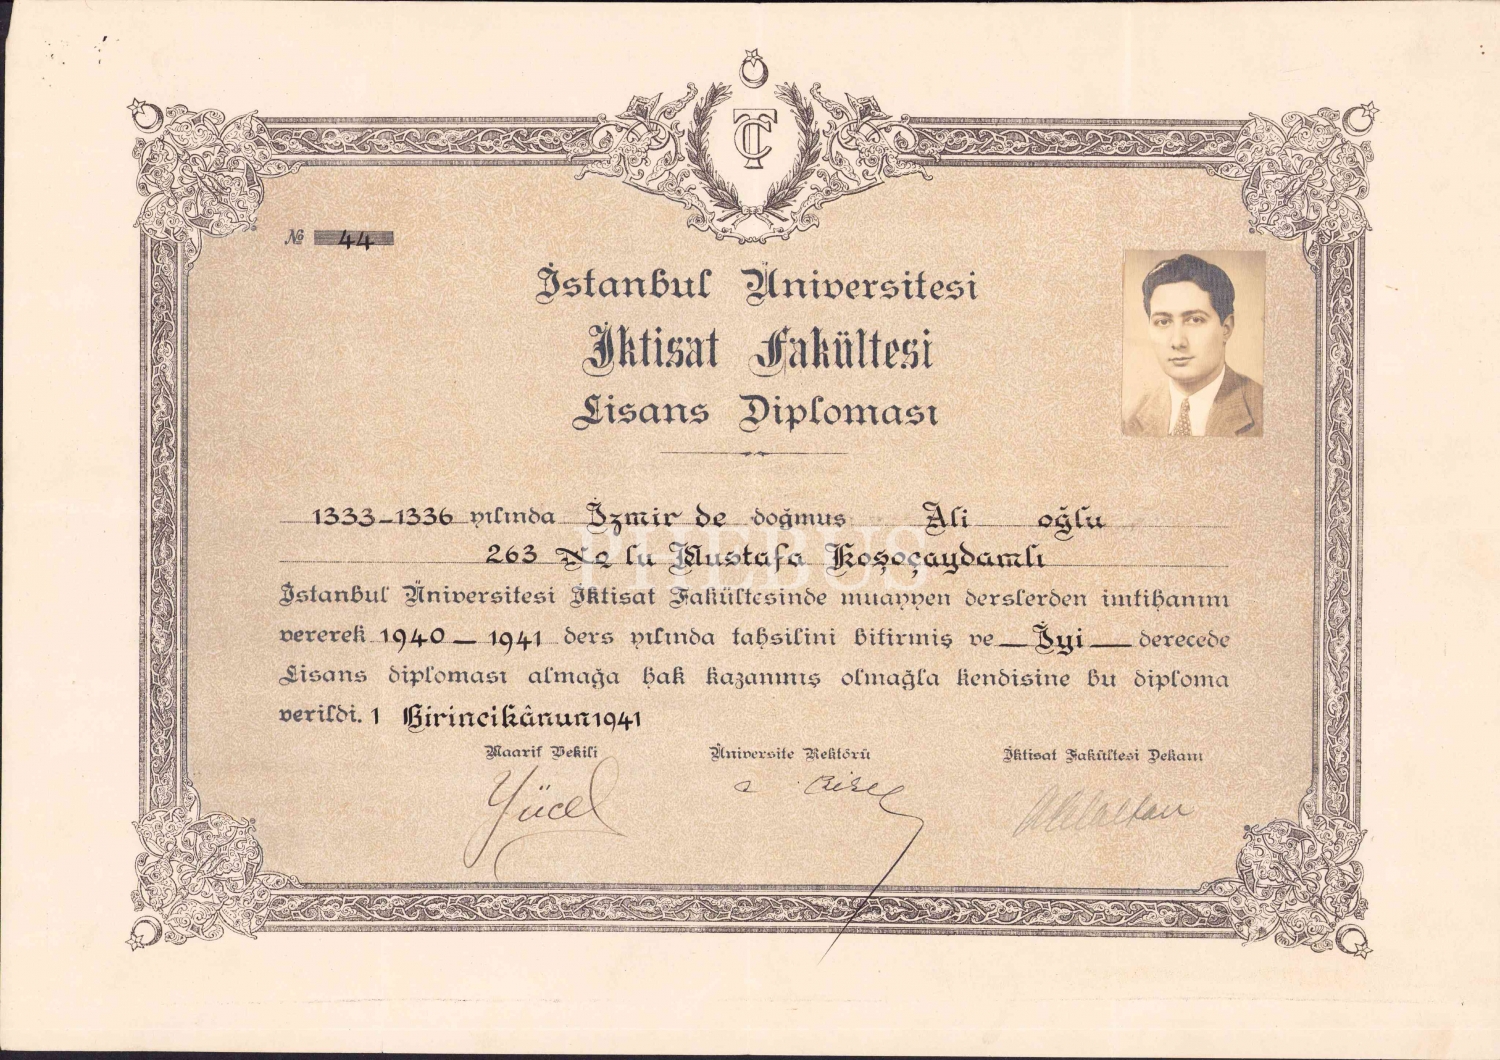 TC
№ 44
İstanbul Üniversitesi
İktisat Fakültesi
Lisans Diploması
1333-1336 yılında İzmir de doğmuş Ali oğlu
263 No lu Mustafa Koşoçaydamlı
İstanbul Üniversitesi İktisat Fakültesinde muayyen derslerden imtihanını
vererek 1940 — 1941 ders yılında tahsilini bitirmiş ve — İyi — derecede
Lisans diploması almağa hak kazanmış olmağla kendisine bu diploma
verildi. 1 Birincikânun 1941
Maarif Vekili Üniversite Rektörü İktisat Fakültesi Dekanı
Yücel
PHEBUS